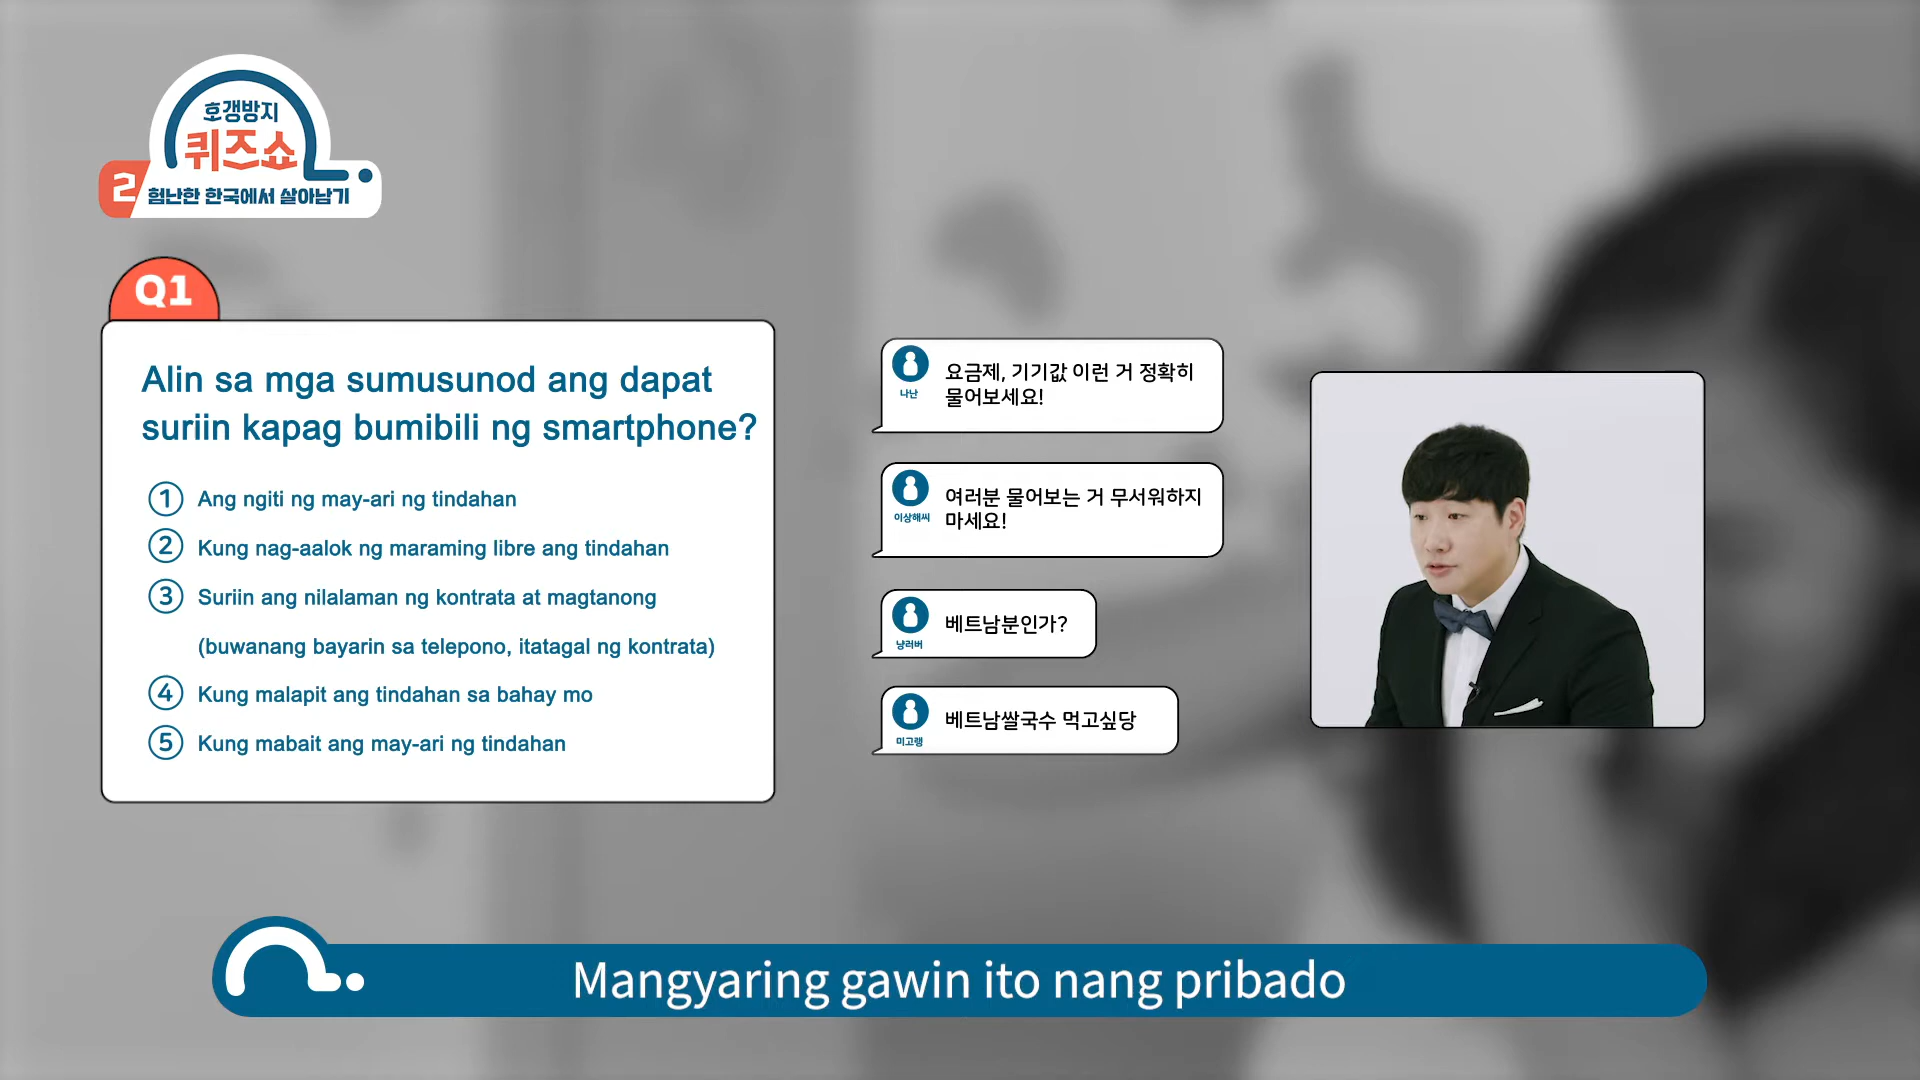 호갱방지
퀴즈쇼
2 험난한 한국에서 살아남기
Q1
Alin sa mga sumusunod ang dapat
suriin kapag bumibili ng smartphone?
1 Ang ngiti ng may-ari ng tindahan
2 Kung nag-aalok ng maraming libre ang tindahan
3 Suriin ang nilalaman ng kontrata at magtanong
(buwanang bayarin sa telepono, itatagal ng kontrata)
4 Kung malapit ang tindahan sa bahay mo
5 Kung mabait ang may-ari ng tindahan
나난
요금제, 기기값 이런 거 정확히
물어보세요!
이상해씨
여러분 물어보는 거 무서워하지
마세요!
냥러버
베트남분인가?
미고랭
베트남쌀국수 먹고싶당
Mangyaring gawin ito nang pribado